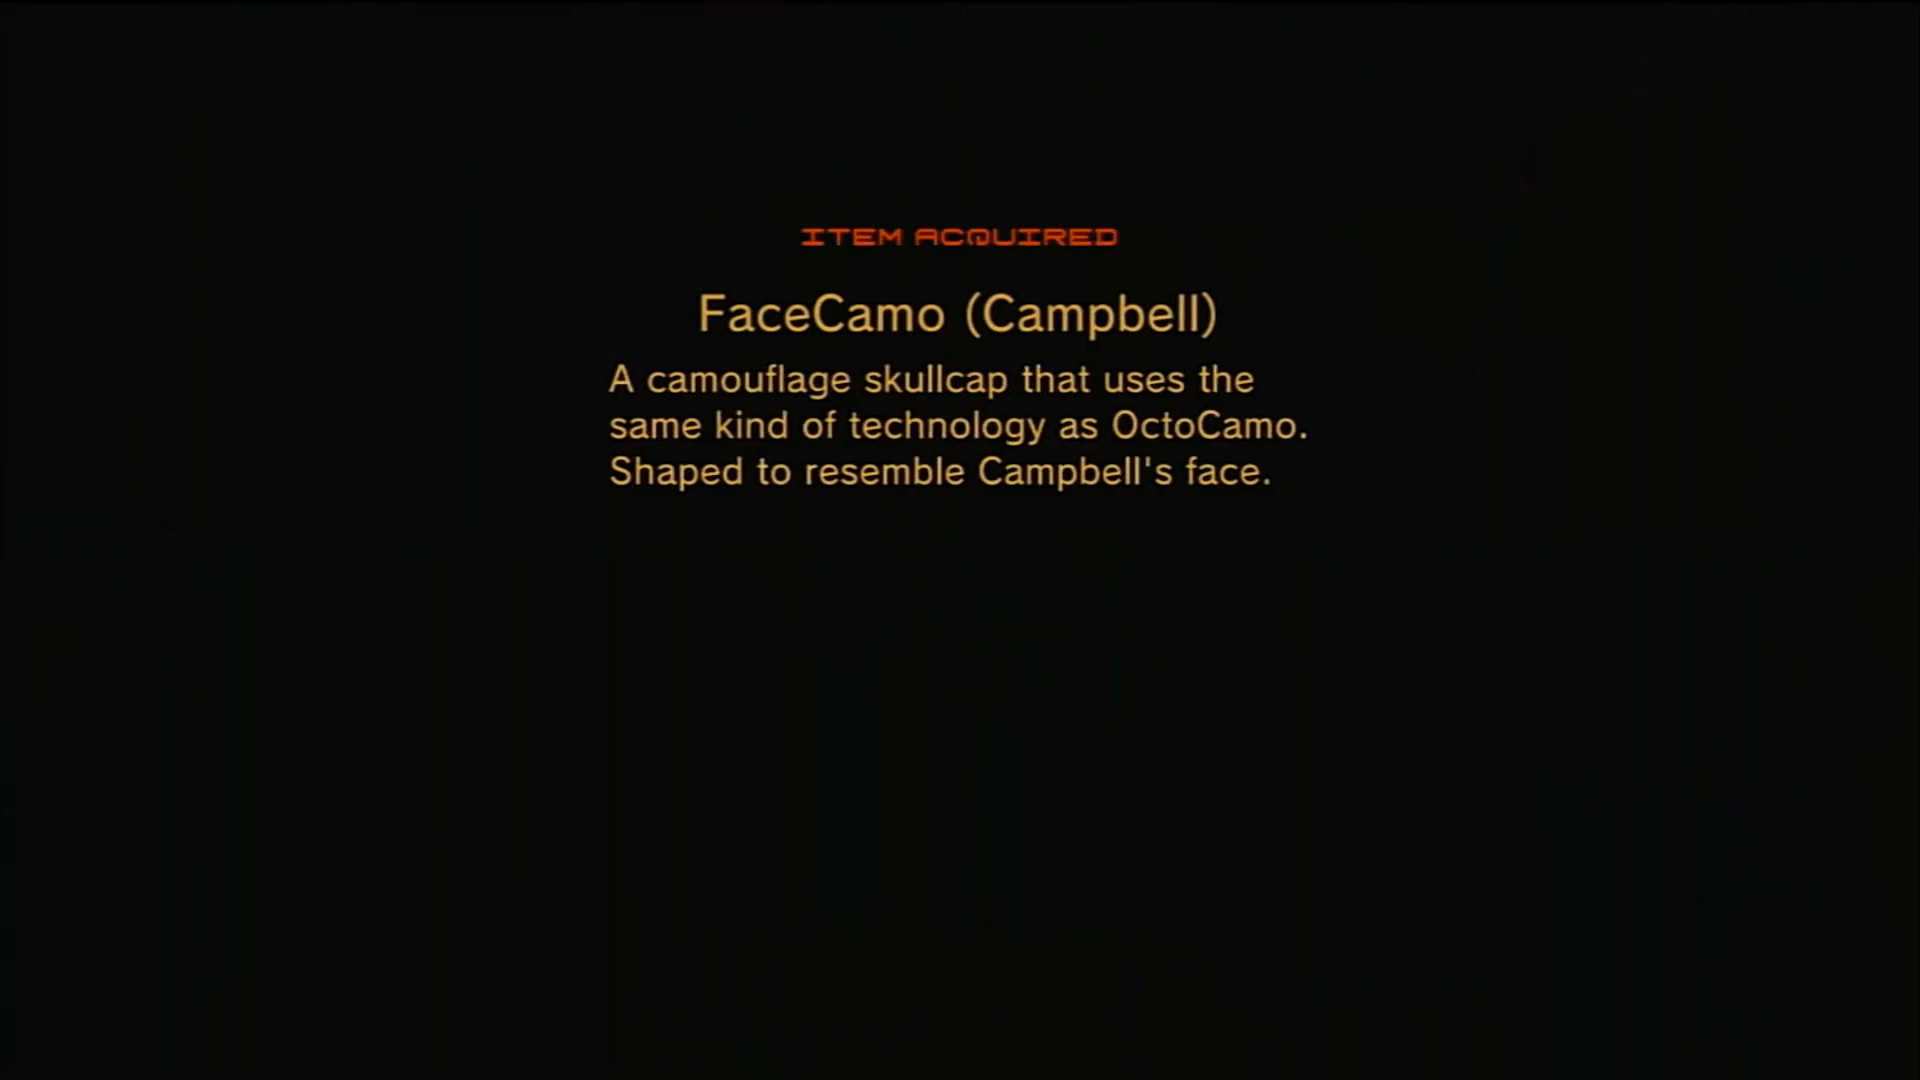 ITEM ACQUIRED
FaceCamo (Campbell)
A camouflage skullcap that uses the
same kind of technology as OctoCamo.
Shaped to resemble Campbell's face.